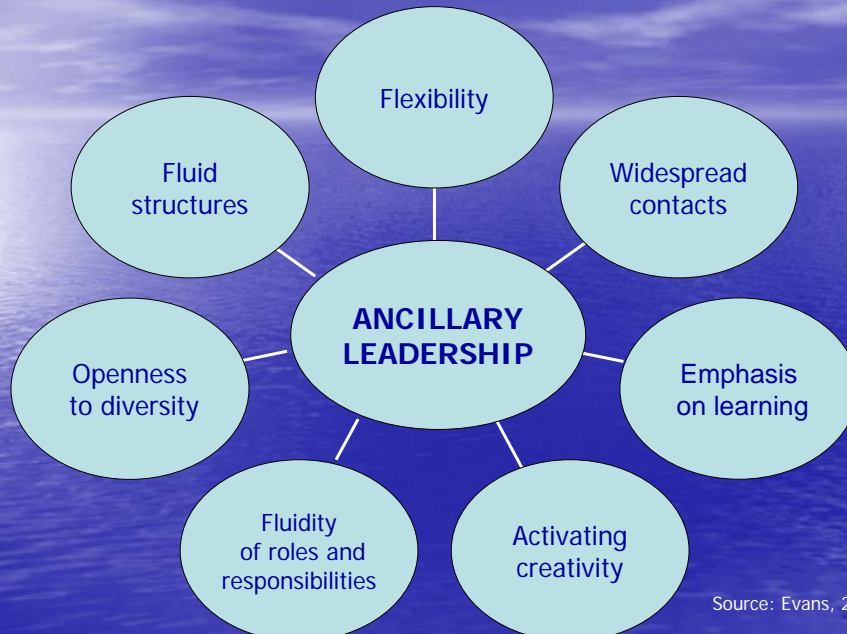 Flexibility
Widespread
contacts
Emphasis
on learning
Activating
creativity
Fluidity
of roles and
responsibilities
Openness
to diversity
Fluid
structures
ANCILLARY
LEADERSHIP
Source: Evans, 2